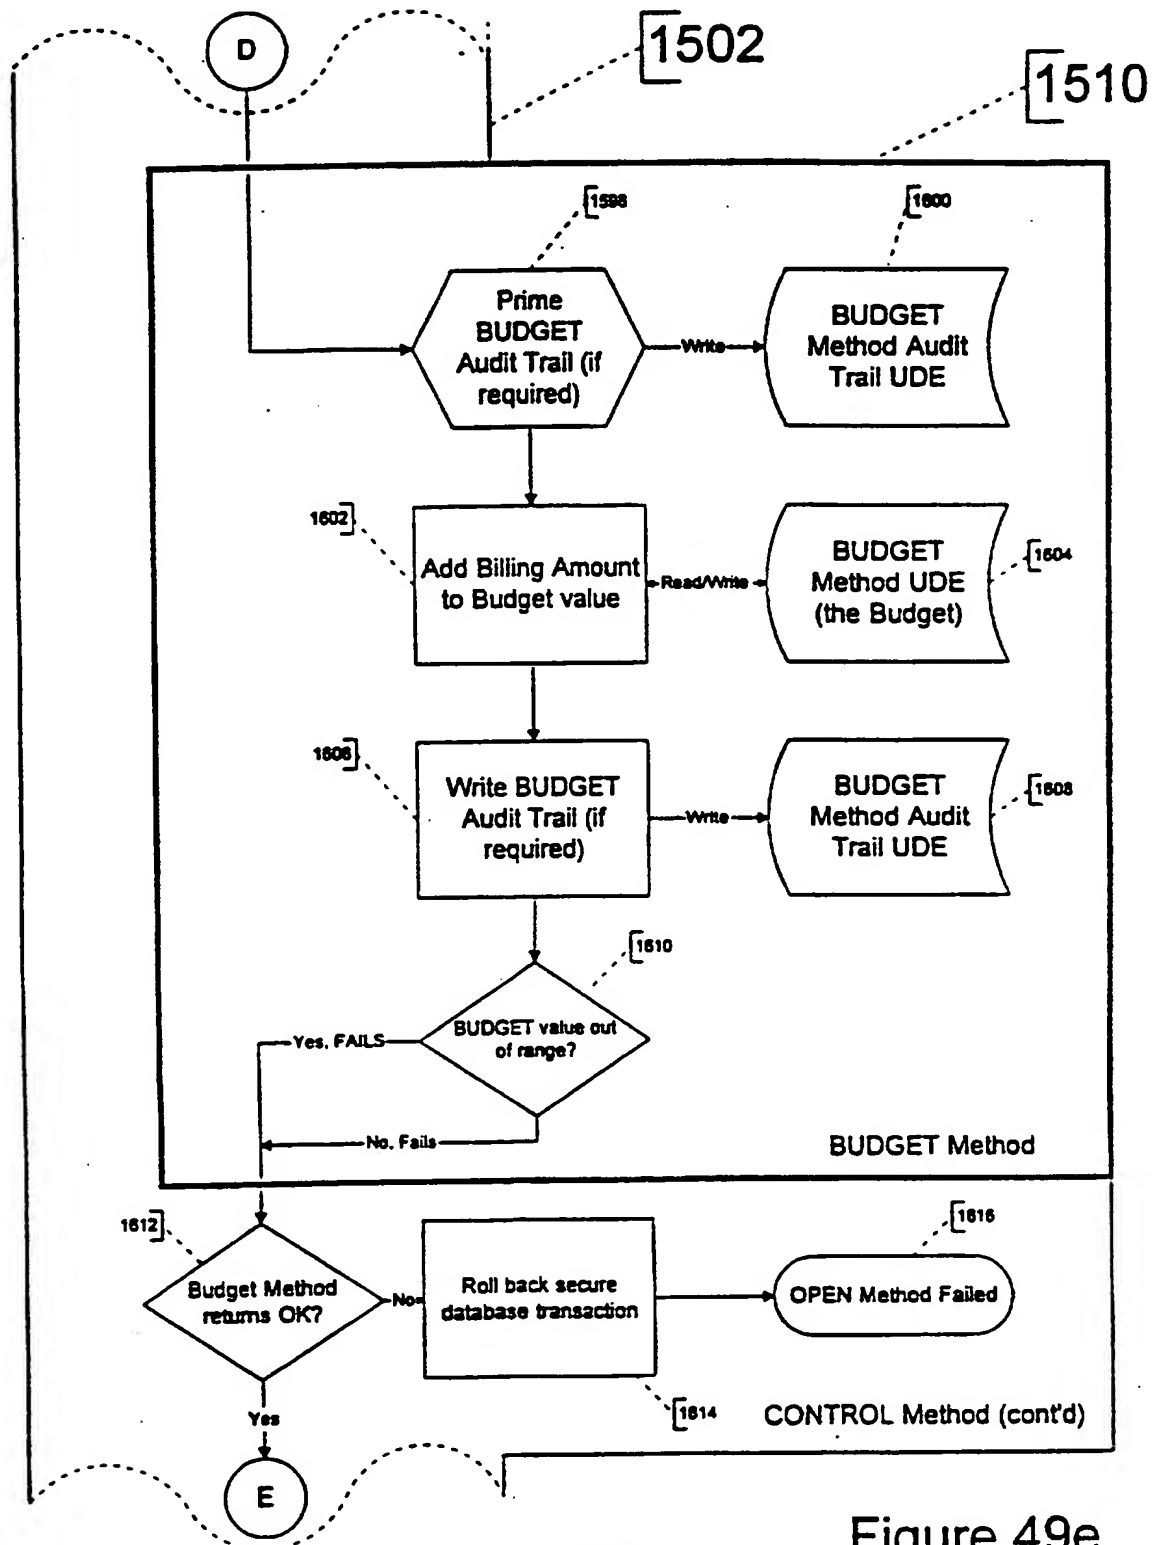 D
1502
1510
1598
1600
Prime
BUDGET
Audit Trail (if
required)
Write
BUDGET
Method Audit
Trail UDE
1602
1604
Add Billing Amount
to Budget value
Read/Write
BUDGET
Method UDE
(the Budget)
1606
1608
Write BUDGET
Audit Trail (if
required)
Write
BUDGET
Method Audit
Trail UDE
1610
BUDGET value out
of range?
Yes, FAILS
No, Fails
BUDGET Method
1612
1616
Budget Method
returns OK?
No
Roll back secure
database transaction
OPEN Method Failed
1614
CONTROL Method (cont'd)
Yes
E
Figure 49e